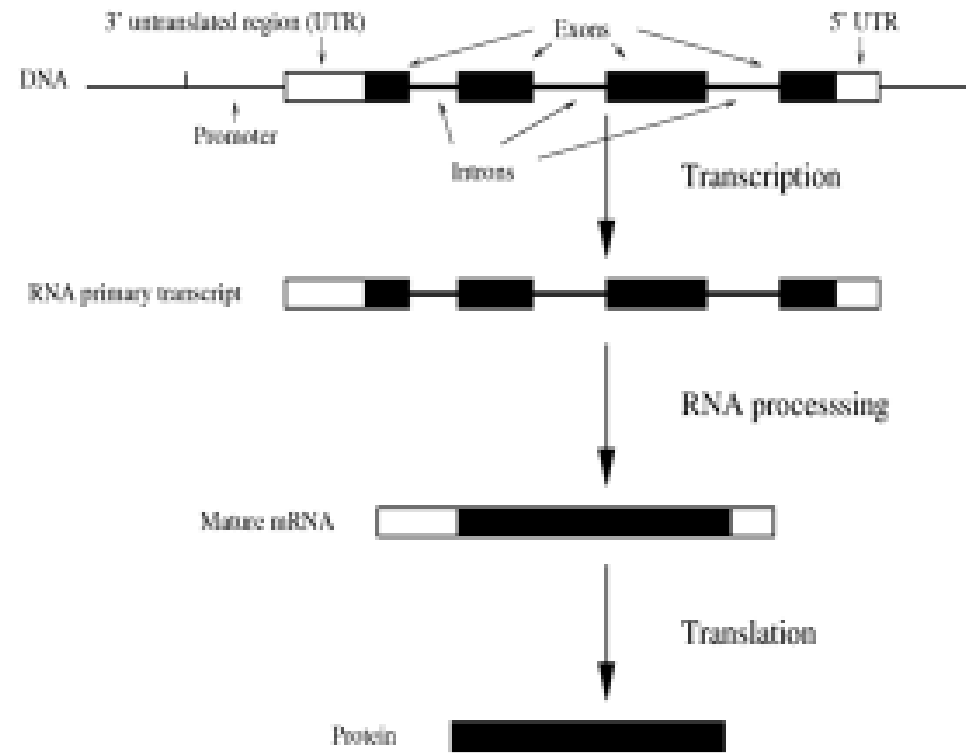 3' untranslated region (UTR)
Exons
5' UTR
DNA
Promoter
Introns
Transcription
RNA primary transcript
RNA processsing
Mature mRNA
Translation
Protein